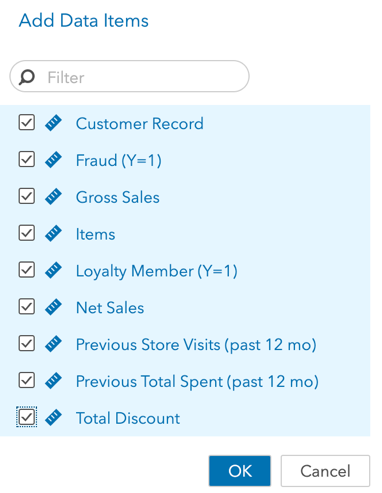 Add Data Items
Filter
Customer Record
Fraud (Y=1)
Gross Sales
Items
Loyalty Member (Y=1)
Net Sales
Previous Store Visits (past 12 mo)
Previous Total Spent (past 12 mo)
Total Discount
OK Cancel